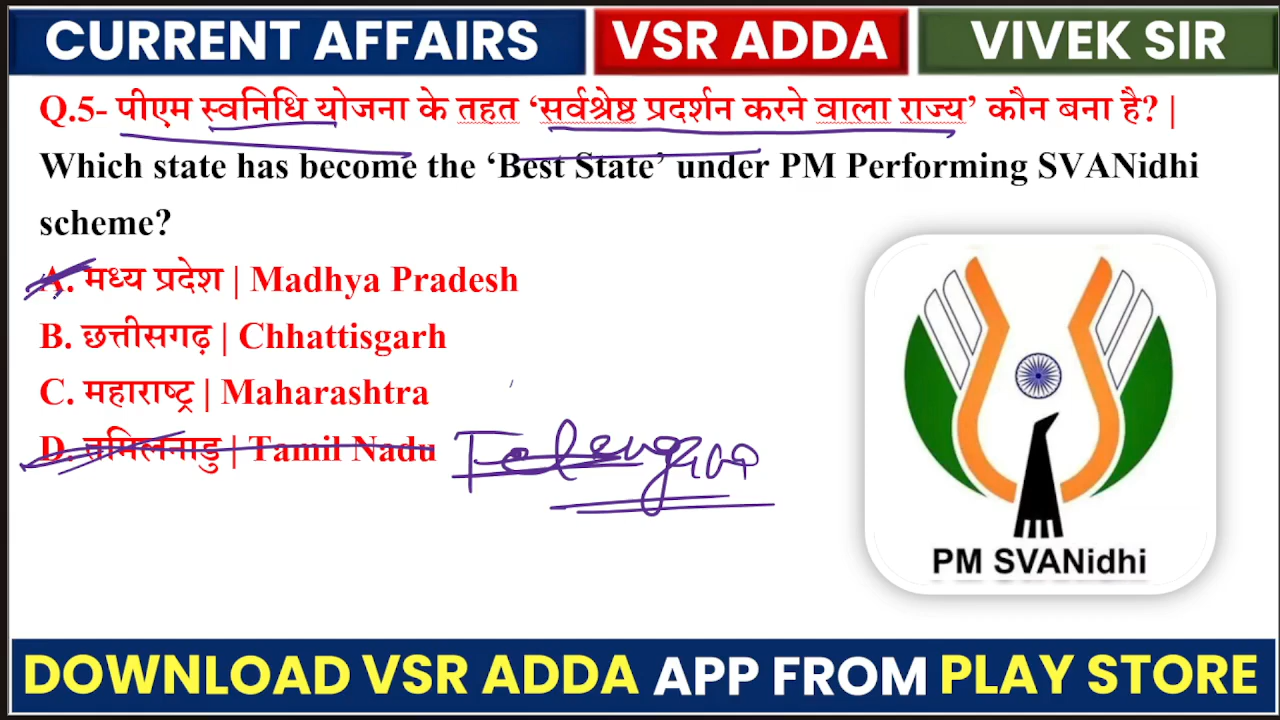 CURRENT AFFAIRS VSR ADDA VIVEK SIR
Q.5- पीएम स्वनिधि योजना के तहत ‘सर्वश्रेष्ठ प्रदर्शन करने वाला राज्य’ कौन बना है? |
Which state has become the ‘Best State’ under PM Performing SVANidhi
scheme?
A. मध्य प्रदेश | Madhya Pradesh
B. छत्तीसगढ़ | Chhattisgarh
C. महाराष्ट्र | Maharashtra
D. तमिलनाडु | Tamil Nadu
PM SVANidhi
DOWNLOAD VSR ADDA APP FROM PLAY STORE